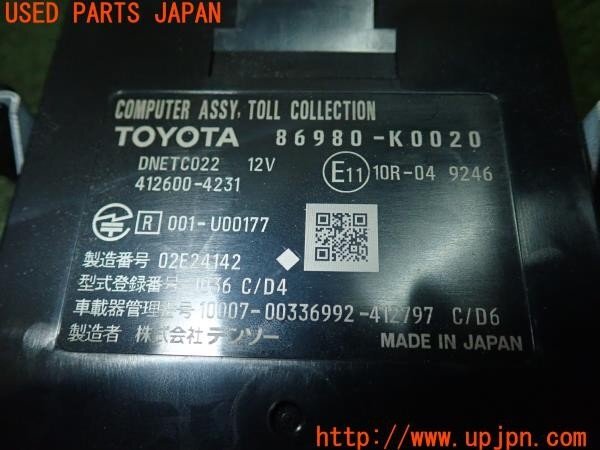 USED PARTS JAPAN
COMPUTER ASSY, TOLL COLLECTION
TOYOTA 86980-K0020
DNETC022 12V
412600-4231
E11 10R-04 9246
R 001-U00177
製造番号 02E24142
型式登録番号 1036 C/D4
車載器管理番号 10007-00336992-412797 C/D6
製造者 株式会社 デンソー
MADE IN JAPAN
https://www.upjpn.com/